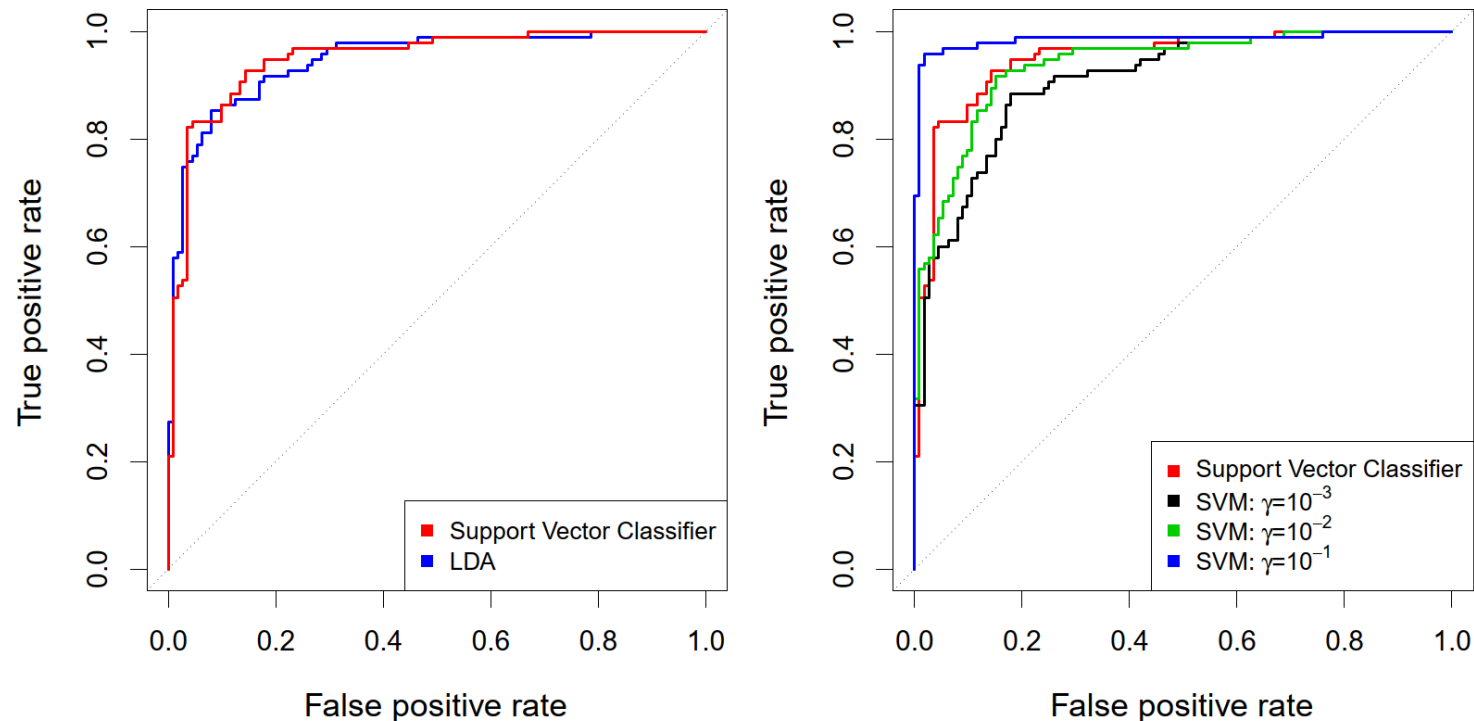 1.0
0.8
0.6
0.4
0.2
0.0
True positive rate
0.0 0.2 0.4 0.6 0.8 1.0
False positive rate
Support Vector Classifier
LDA
1.0
0.8
0.6
0.4
0.2
0.0
True positive rate
0.0 0.2 0.4 0.6 0.8 1.0
False positive rate
Support Vector Classifier
SVM: γ=10⁻³
SVM: γ=10⁻²
SVM: γ=10⁻¹